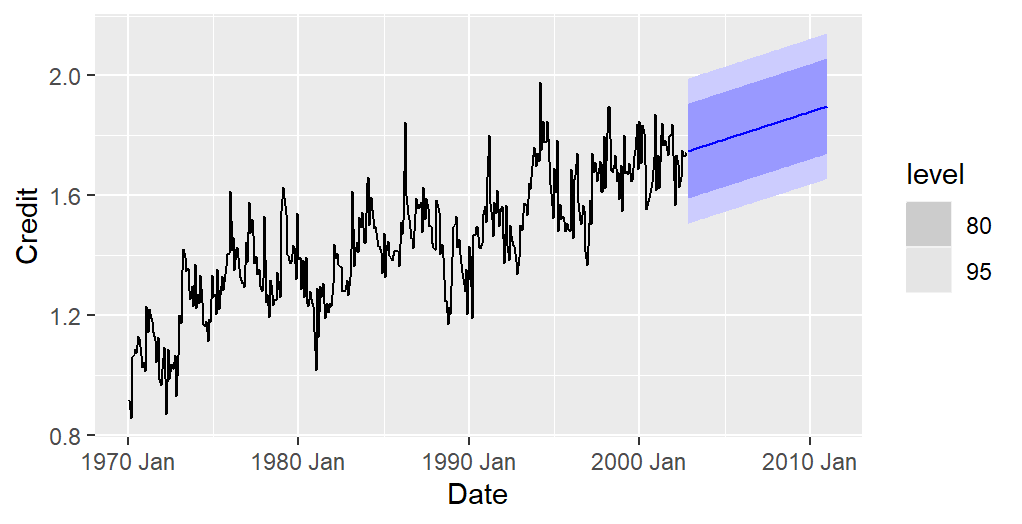 2.0
1.6
1.2
0.8
Credit
1970 Jan
1980 Jan
1990 Jan
2000 Jan
2010 Jan
Date
level
80
95